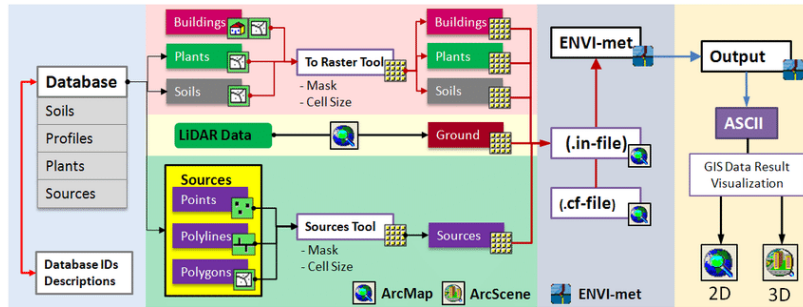 Database
Soils
Profiles
Plants
Sources
Database IDs
Descriptions
Buildings
Plants
Soils
To Raster Tool
- Mask
- Cell Size
Buildings
Plants
Soils
LIDAR Data
Ground
Sources
Points
Polylines
Polygons
Sources Tool
- Mask
- Cell Size
Sources
ArcMap
ArcScene
ENVI-met
(.in-file)
(.cf-file)
ENVI-met
Output
ASCII
GIS Data Result
Visualization
2D
3D